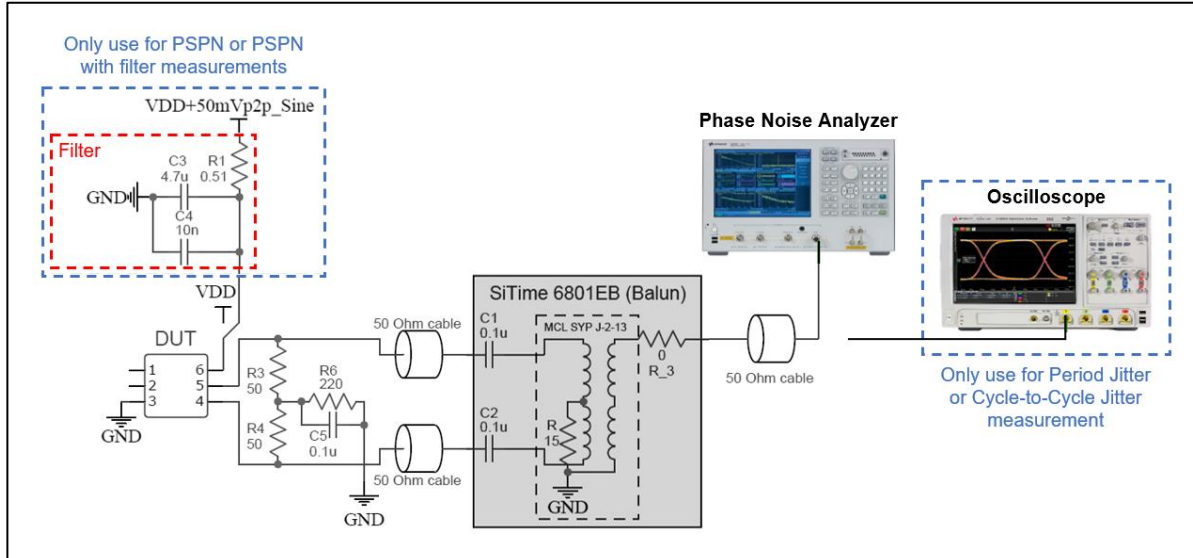 Only use for PSPN or PSPN
with filter measurements
VDD+50mVp2p_Sine
Filter
C3
4.7u
R1
0.51
GND
C4
10n
VDD
DUT
1
2
3
6
5
4
GND
R3
50
R4
50
R6
220
C5
0.1u
GND
50 Ohm cable
50 Ohm cable
SiTime 6801EB (Balun)
C1
0.1u
C2
0.1u
MCL SYP J-2-13
R
15
GND
0
R_3
50 Ohm cable
Phase Noise Analyzer
Oscilloscope
Only use for Period Jitter
or Cycle-to-Cycle Jitter
measurement